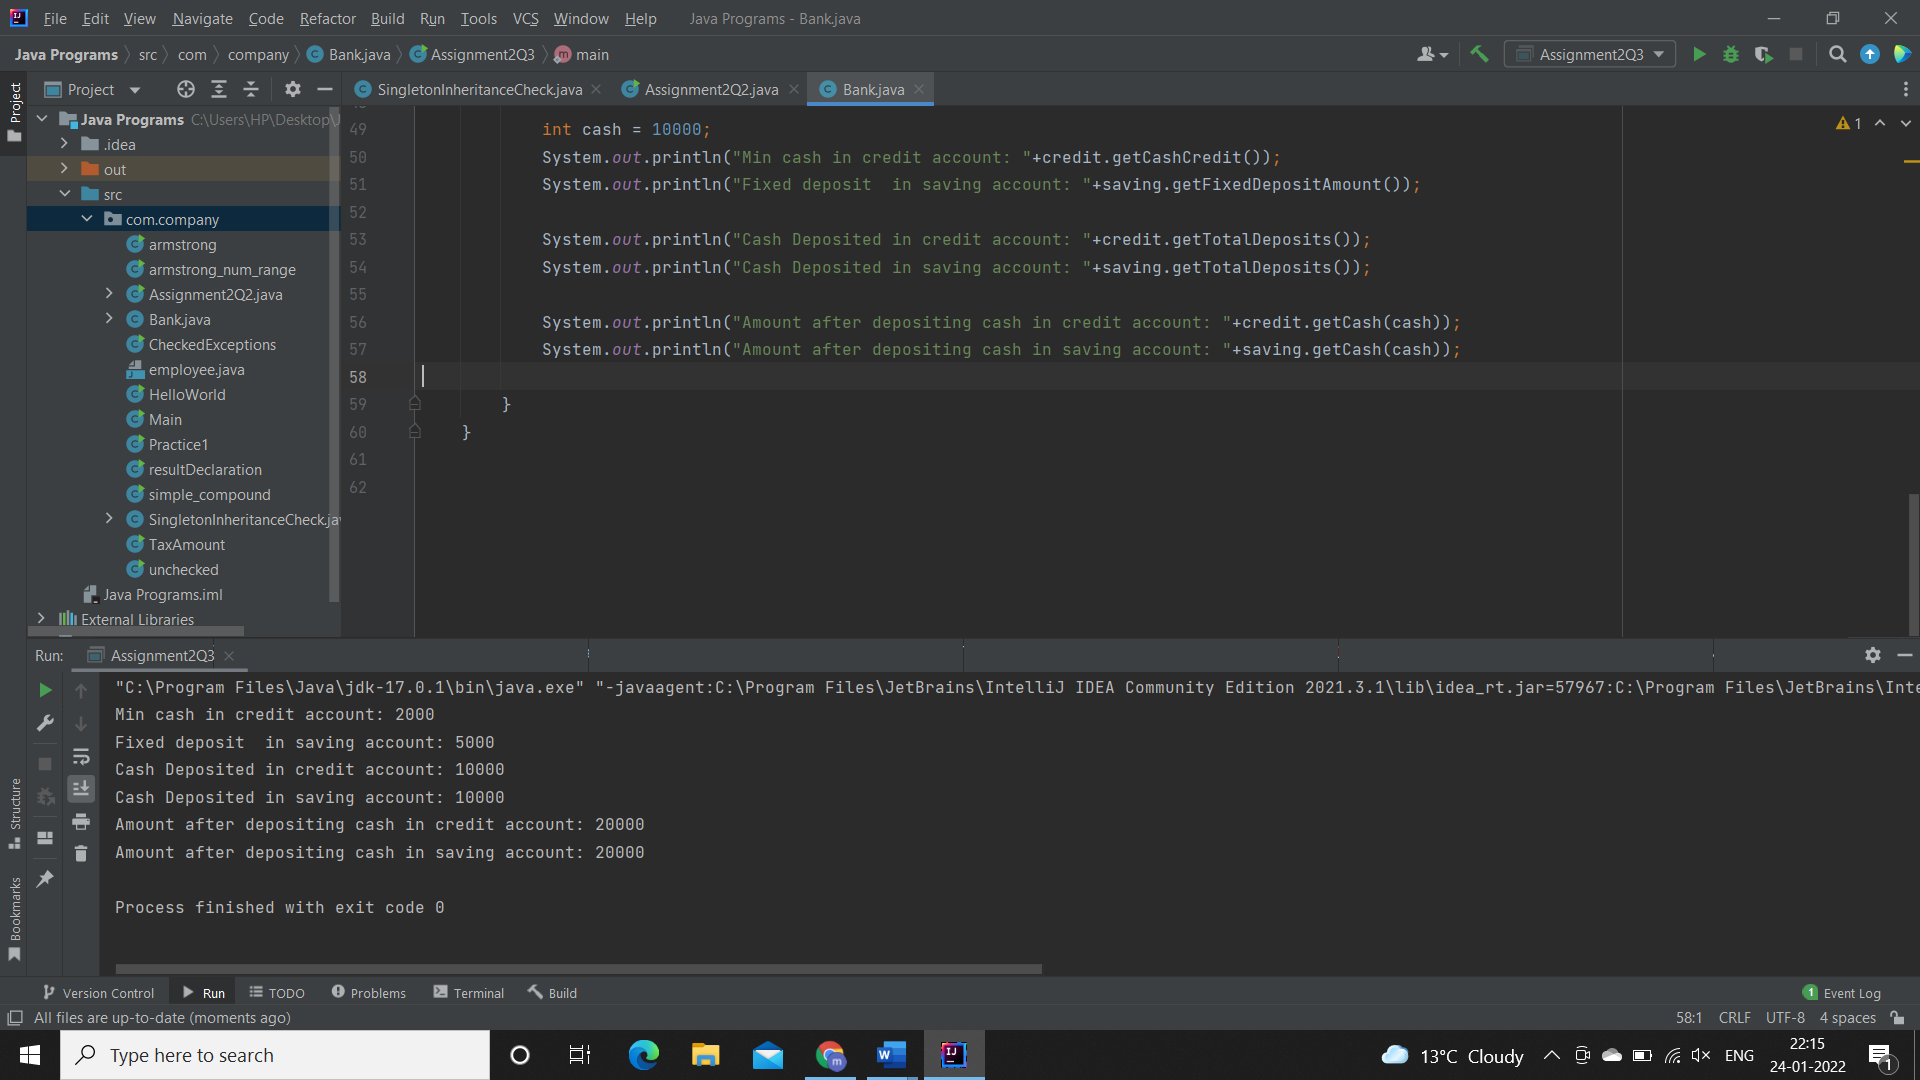 File Edit View Navigate Code Refactor Build Run Tools VCS Window Help Java Programs - Bank.java
Java Programs src com company Bank.java Assignment2Q3 main Assignment2Q3
Project SingletonInheritanceCheck.java Assignment2Q2.java Bank.java
Project
Java Programs C:\Users\HP\Desktop\J
.idea
out
src
com.company
armstrong
armstrong_num_range
Assignment2Q2.java
Bank.java
CheckedExceptions
employee.java
HelloWorld
Main
Practice1
resultDeclaration
simple_compound
SingletonInheritanceCheck.jav
TaxAmount
unchecked
Java Programs.iml
External Libraries
1
49 int cash = 10000;
50 System.out.println("Min cash in credit account: "+credit.getCashCredit());
51 System.out.println("Fixed deposit  in saving account: "+saving.getFixedDepositAmount());
52
53 System.out.println("Cash Deposited in credit account: "+credit.getTotalDeposits());
54 System.out.println("Cash Deposited in saving account: "+saving.getTotalDeposits());
55
56 System.out.println("Amount after depositing cash in credit account: "+credit.getCash(cash));
57 System.out.println("Amount after depositing cash in saving account: "+saving.getCash(cash));
58
59 }
60 }
61
62
Run: Assignment2Q3
"C:\Program Files\Java\jdk-17.0.1\bin\java.exe" "-javaagent:C:\Program Files\JetBrains\IntelliJ IDEA Community Edition 2021.3.1\lib\idea_rt.jar=57967:C:\Program Files\JetBrains\Inte
Min cash in credit account: 2000
Fixed deposit  in saving account: 5000
Cash Deposited in credit account: 10000
Cash Deposited in saving account: 10000
Amount after depositing cash in credit account: 20000
Amount after depositing cash in saving account: 20000
Process finished with exit code 0
Structure
Bookmarks
Version Control Run TODO Problems Terminal Build 1 Event Log
All files are up-to-date (moments ago) 58:1 CRLF UTF-8 4 spaces
Type here to search 13°C Cloudy ENG 22:15
24-01-2022 1